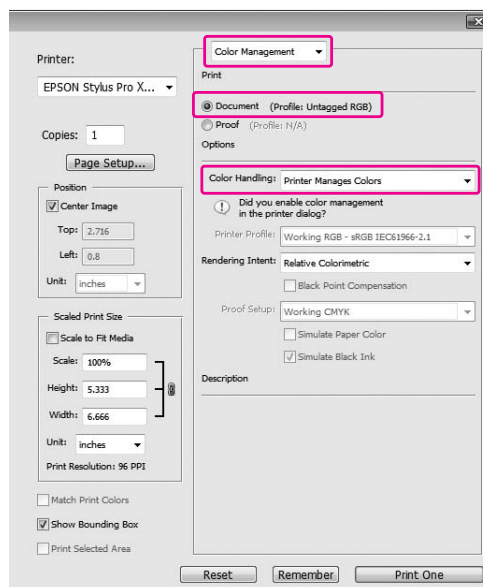 Printer:
EPSON Stylus Pro X...
Copies: 1
Page Setup...
Position
Center Image
Top: 2.716
Left: 0.8
Unit: inches
Scaled Print Size
Scale to Fit Media
Scale: 100%
Height: 5.333
Width: 6.666
Unit: inches
Print Resolution: 96 PPI
Match Print Colors
Show Bounding Box
Print Selected Area
Color Management
Print
Document (Profile: Untagged RGB)
Proof (Profile: N/A)
Options
Color Handling: Printer Manages Colors
Did you
enable color management
in the printer dialog?
Printer Profile: Working RGB - sRGB IEC61966-2.1
Rendering Intent: Relative Colorimetric
Black Point Compensation
Proof Setup: Working CMYK
Simulate Paper Color
Simulate Black Ink
Description
Reset Remember Print One